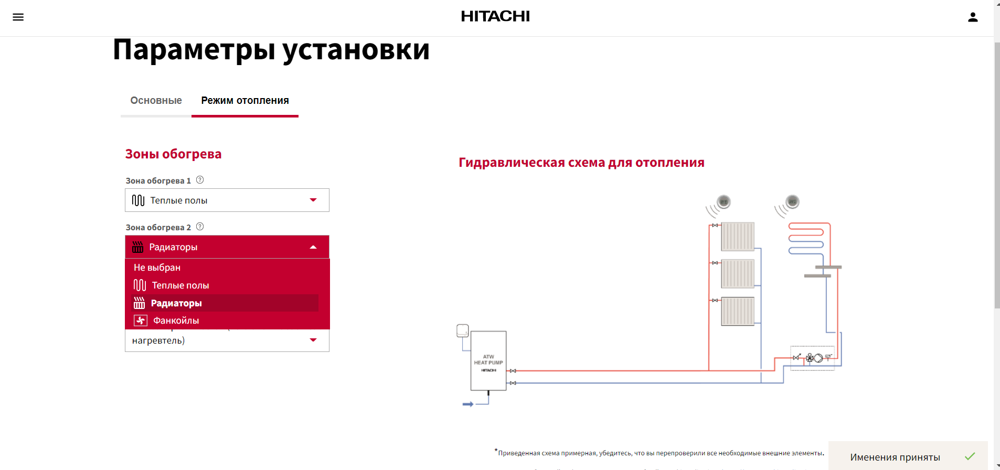 HITACHI
Параметры установки
Основные
Режим отопления
Зоны обогрева
Зона обогрева 1 ?
Теплые полы
Зона обогрева 2 ?
Радиаторы
Не выбран
Теплые полы
Радиаторы
Фанкойлы
нагревтель)
Гидравлическая схема для отопления
ATW
HEAT PUMP
HITACHI
*Приведенная схема примерная, убедитесь, что вы перепроверили все необходимые внешние элементы.
Именения приняты